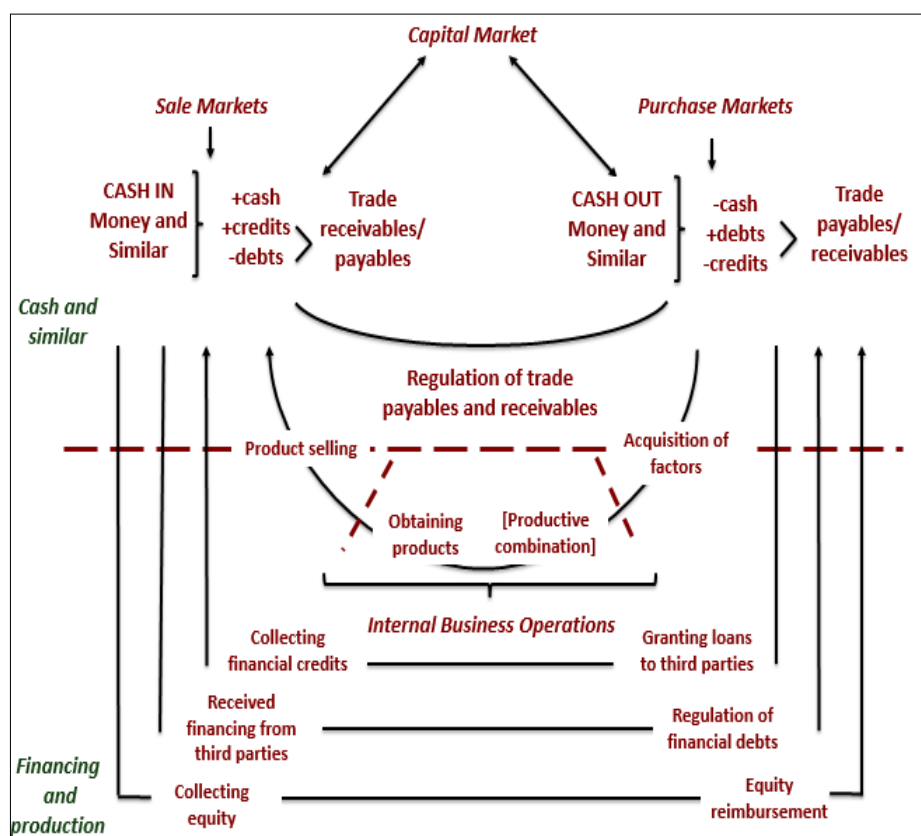 Capital Market
Sale Markets
Purchase Markets
CASH IN
Money and
Similar
+cash
+credits
-debts
Trade
receivables/
payables
CASH OUT
Money and
Similar
-cash
+debts
-credits
Trade
payables/
receivables
Cash and
similar
Regulation of trade
payables and receivables
Product selling
Acquisition of
factors
Obtaining
products
[Productive
combination]
Internal Business Operations
Collecting
financial credits
Granting loans
to third parties
Received
financing from
third parties
Regulation of
financial debts
Financing
and
production
Collecting
equity
Equity
reimbursement